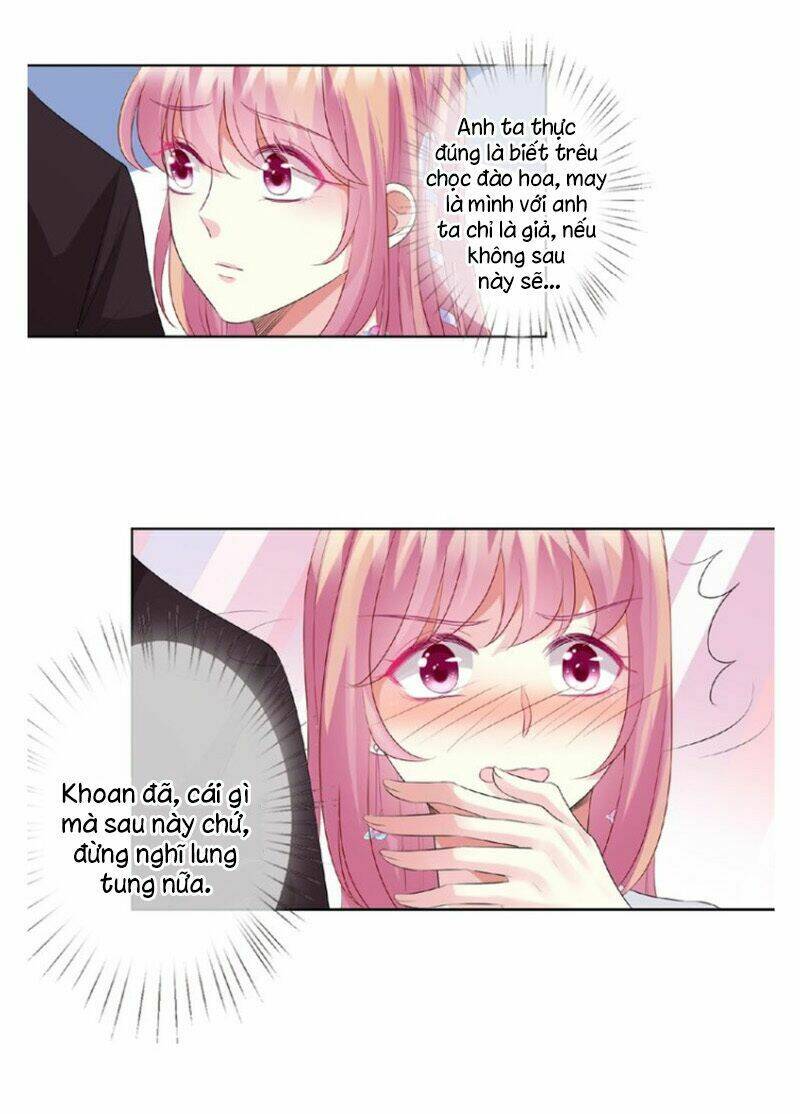 Anh ta thực
đúng là biết trêu
chọc đào hoa, may
là mình với anh
ta chỉ là giả, nếu
không sau
này sẽ...
Khoan đã, cái gì
mà sau này chứ,
đừng nghĩ lung
tung nữa.